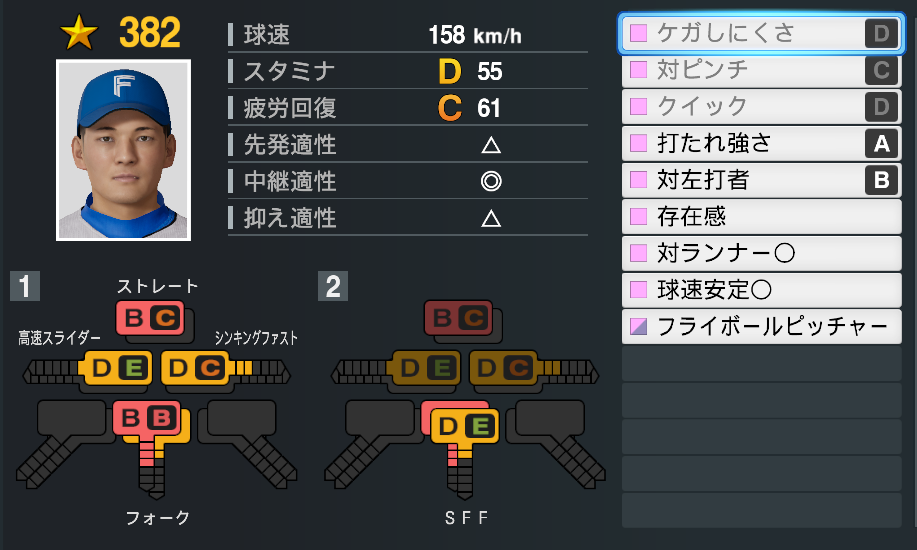 382
球速 158 km/h
スタミナ D 55
疲労回復 C 61
先発適性 △
中継適性 ◎
抑え適性 △
ケガしにくさ D
対ピンチ C
クイック D
打たれ強さ A
対左打者 B
存在感
対ランナー〇
球速安定〇
フライボールピッチャー
F
1
ストレート
B C
高速スライダー
シンキングファスト
D E
D C
B B
フォーク
2
B C
D E
D C
D E
SFF